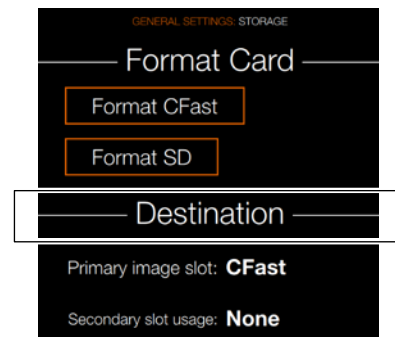 GENERAL SETTINGS: STORAGE
Format Card
Format CFast
Format SD
Destination
Primary image slot: CFast
Secondary slot usage: None